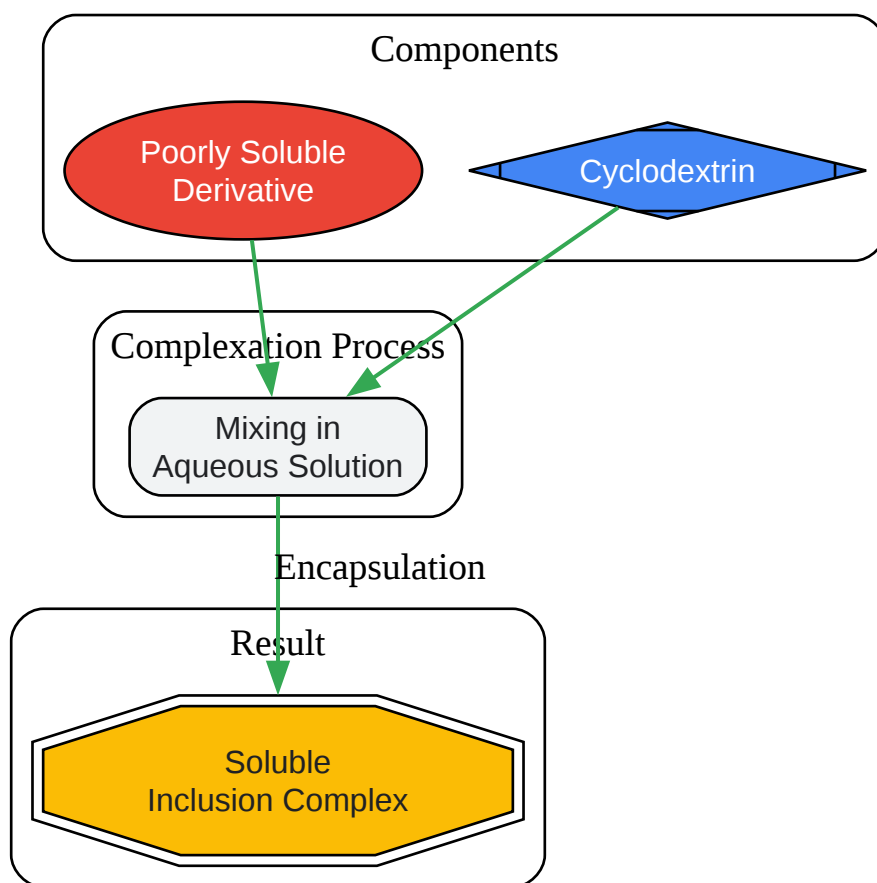 Components
Poorly Soluble
Derivative
Cyclodextrin
Complexation Process
Mixing in
Aqueous Solution
Encapsulation
Result
Soluble
Inclusion Complex